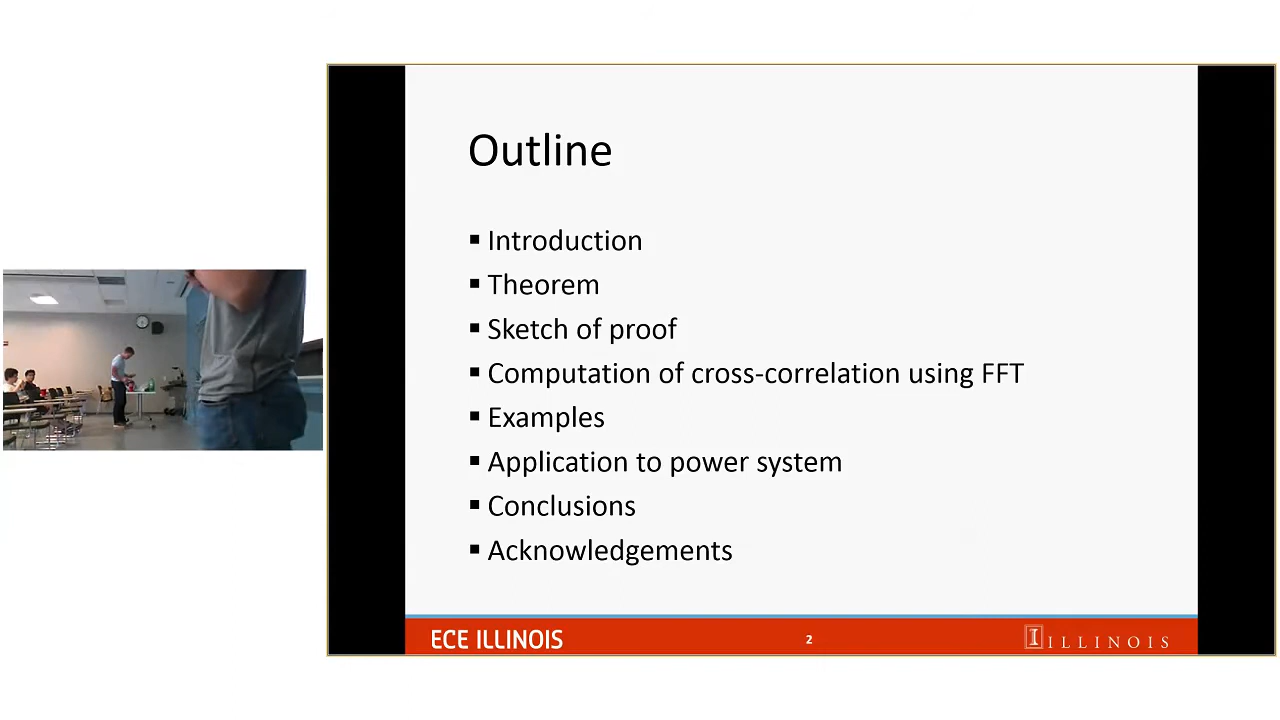 Outline
▪ Introduction
▪ Theorem
▪ Sketch of proof
▪ Computation of cross-correlation using FFT
▪ Examples
▪ Application to power system
▪ Conclusions
▪ Acknowledgements
ECE ILLINOIS
2
I ILLINOIS